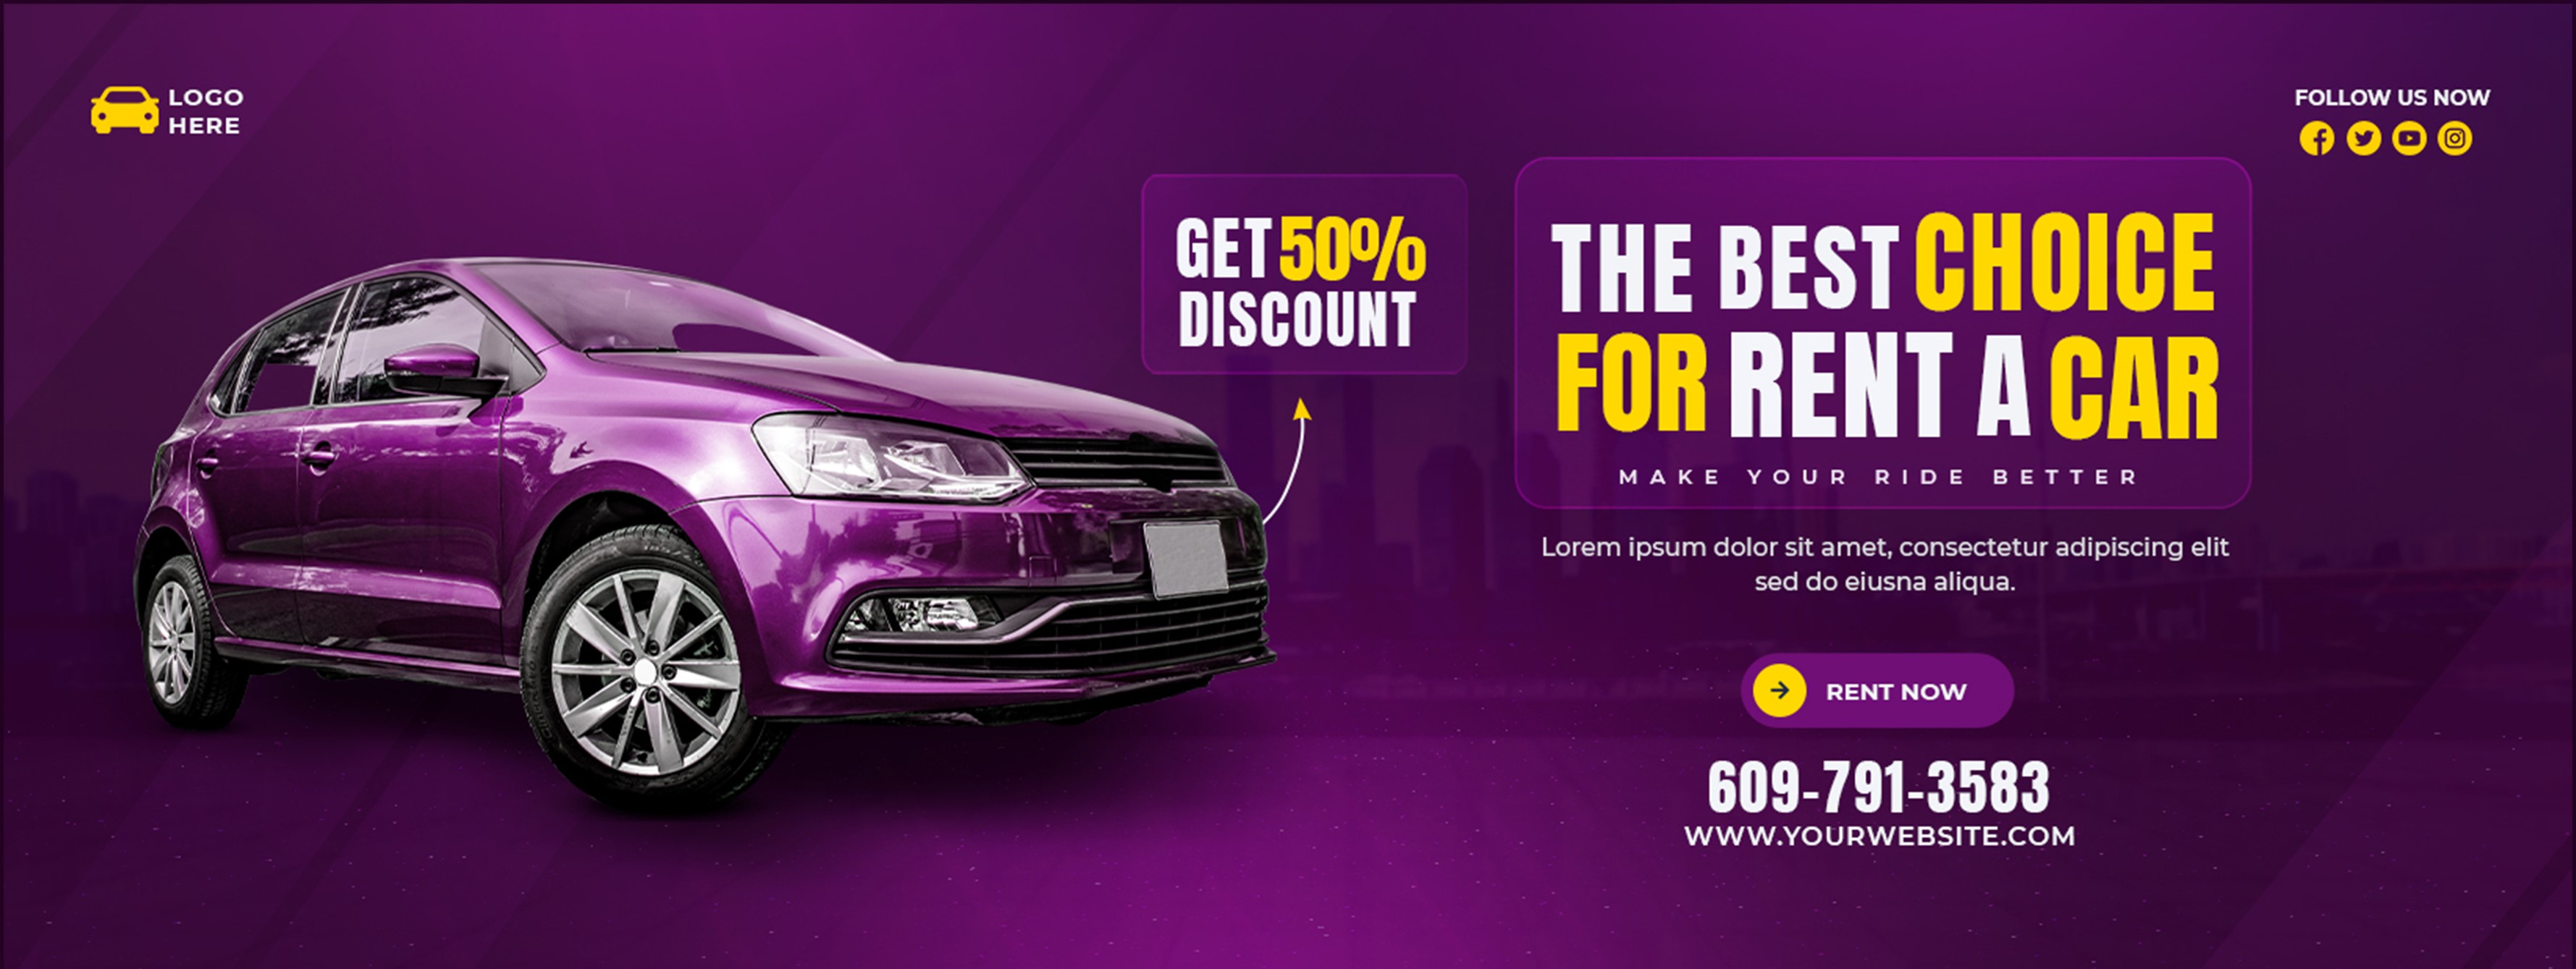 LOGO
HERE
FOLLOW US NOW
GET 50%
DISCOUNT
THE BEST CHOICE
FOR RENT A CAR
MAKE YOUR RIDE BETTER
Lorem ipsum dolor sit amet, consectetur adipiscing elit
sed do eiusna aliqua.
RENT NOW
609-791-3583
WWW.YOURWEBSITE.COM